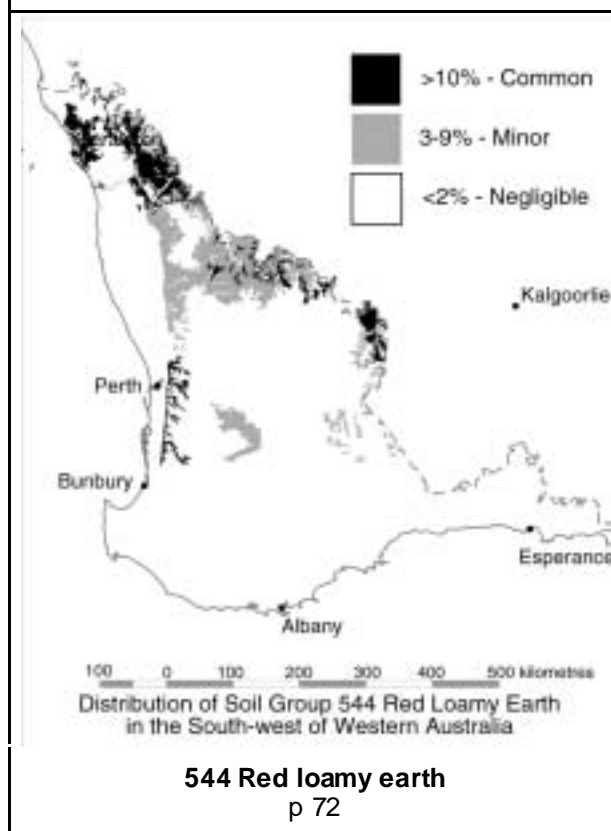 >10% - Common
3-9% - Minor
<2% - Negligible
Kalgoorlie
Perth
Bunbury
Esperance
Albany
100 0 100 200 300 400 500 kilometres
Distribution of Soil Group 544 Red Loamy Earth
in the South-west of Western Australia
544 Red loamy earth
p 72